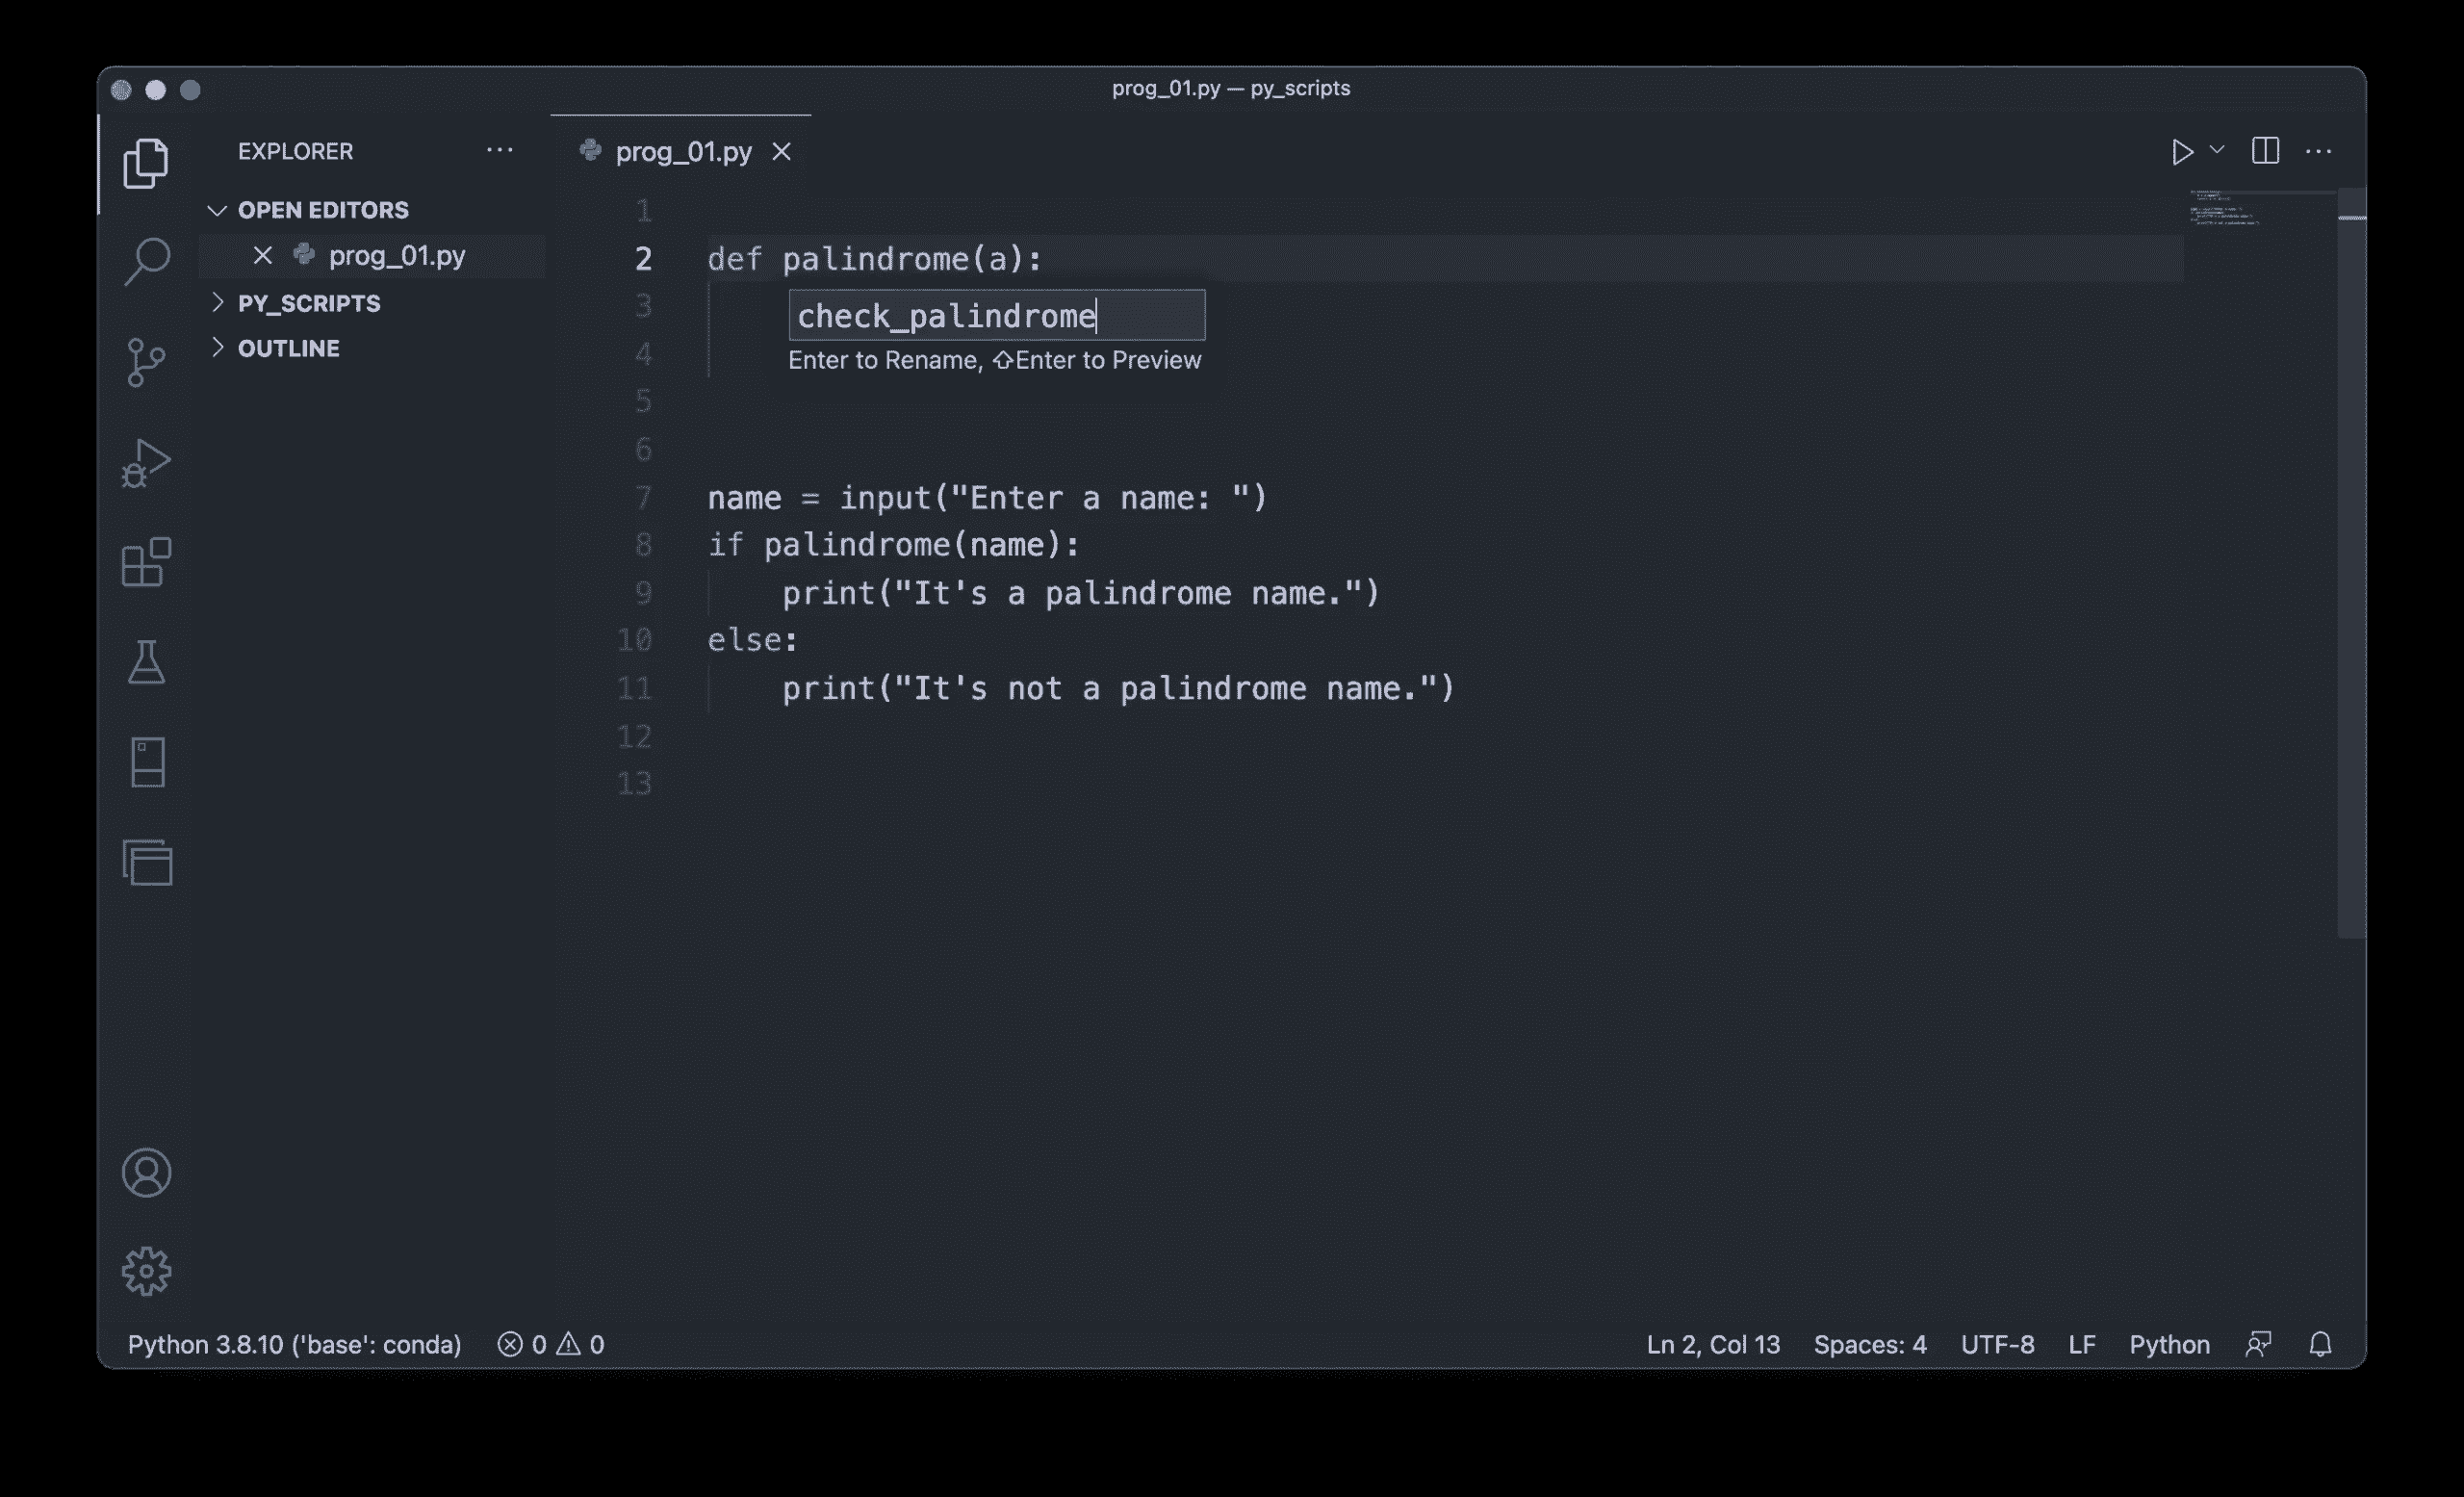 prog_01.py — py_scripts
EXPLORER
OPEN EDITORS
prog_01.py
PY_SCRIPTS
OUTLINE
prog_01.py
1
2 def palindrome(a):
3
check_palindrome
4
Enter to Rename, ⇧Enter to Preview
5
6
7 name = input("Enter a name: ")
8 if palindrome(name):
9 print("It's a palindrome name.")
10 else:
11 print("It's not a palindrome name.")
12
13
Python 3.8.10 ('base': conda) 0 0 Ln 2, Col 13 Spaces: 4 UTF-8 LF Python